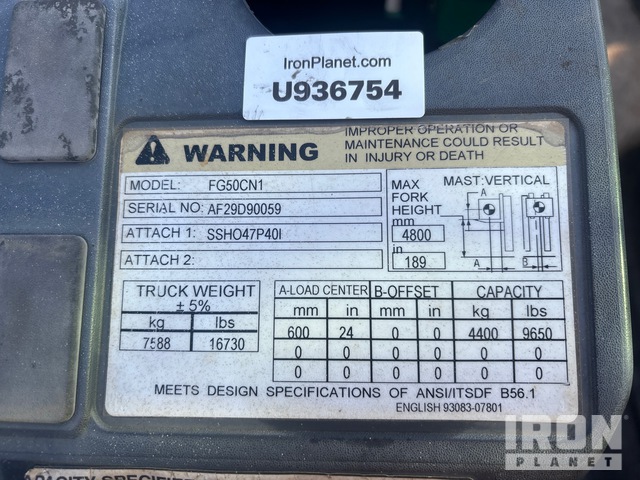 IronPlanet.com
U936754
WARNING
IMPROPER OPERATION OR
MAINTENANCE COULD RESULT
IN INJURY OR DEATH
MODEL: FG50CN1
SERIAL NO: AF29D90059
ATTACH 1: SSHO47P40I
ATTACH 2:
MAX
FORK
HEIGHT
mm
4800
in
189
MAST: VERTICAL
A
A B
TRUCK WEIGHT
± 5%
kg lbs
7588 16730
A-LOAD CENTER B-OFFSET CAPACITY
mm in mm in kg lbs
600 24 0 0 4400 9650
0 0 0 0 0 0
0 0 0 0 0 0
MEETS DESIGN SPECIFICATIONS OF ANSI/ITSDF B56.1
ENGLISH 93083-07801
IRON
PLANET
CAPACITY SPECIFIED